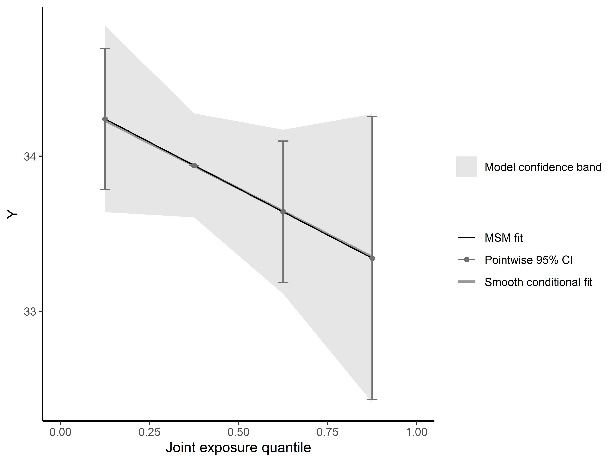 Y
34
33
0.00 0.25 0.50 0.75 1.00
Joint exposure quantile
Model confidence band
MSM fit
Pointwise 95% CI
Smooth conditional fit